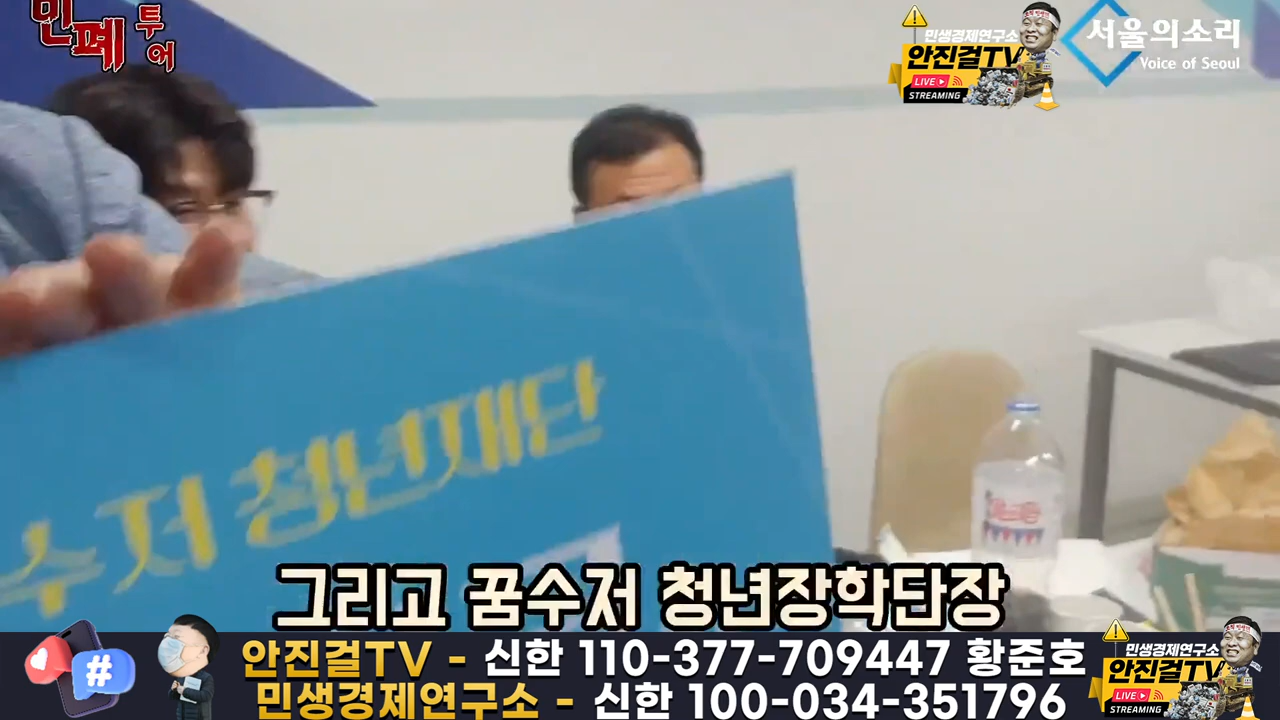 민폐
투어
민생경제연구소
안진걸TV
LIVE
STREAMING
서울의소리
Voice of Seoul
수저 청년재단
그리고 꿈수저 청년장학단장
#
안진걸TV - 신한 110-377-709447 황준호
민생경제연구소 - 신한 100-034-351796
민생경제연구소
안진걸TV
LIVE
STREAMING